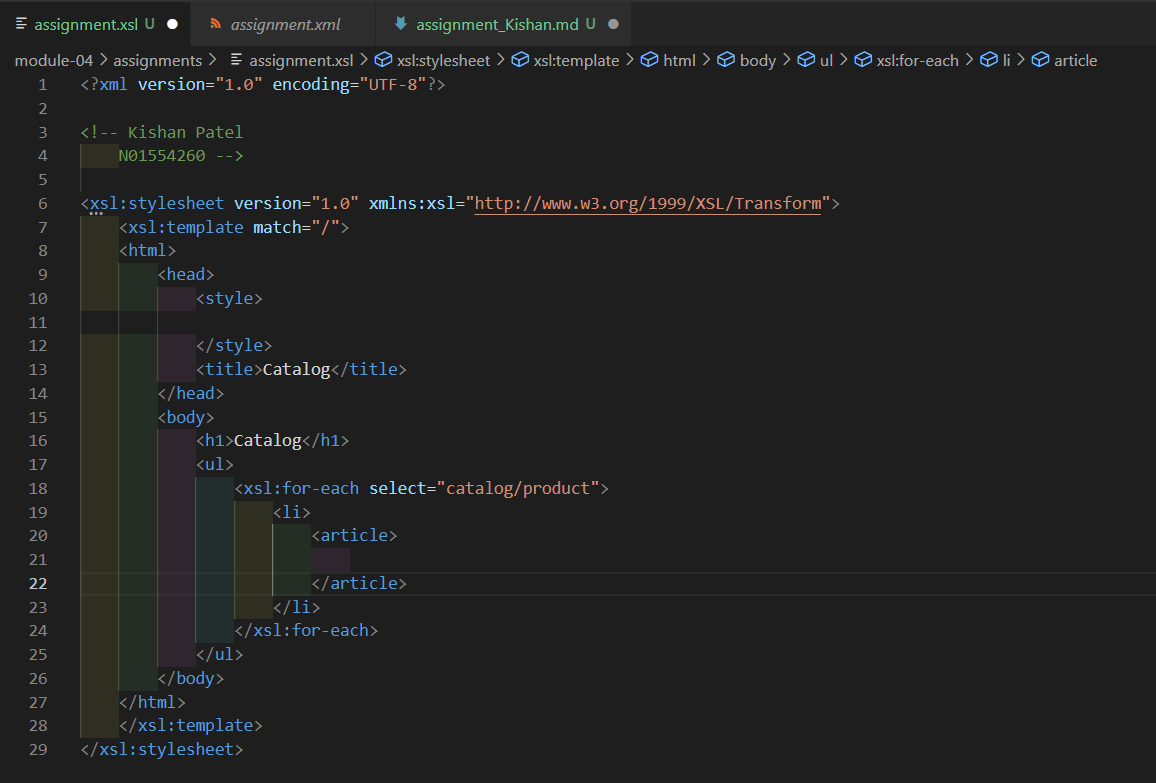 assignment.xsl U assignment.xml assignment_Kishan.md U
module-04 > assignments > assignment.xsl > xsl:stylesheet > xsl:template > html > body > ul > xsl:for-each > li > article
1 <?xml version="1.0" encoding="UTF-8"?>
2
3 <!-- Kishan Patel
4 N01554260 -->
5
6 <xsl:stylesheet version="1.0" xmlns:xsl="http://www.w3.org/1999/XSL/Transform">
7 <xsl:template match="/">
8 <html>
9 <head>
10 <style>
11
12 </style>
13 <title>Catalog</title>
14 </head>
15 <body>
16 <h1>Catalog</h1>
17 <ul>
18 <xsl:for-each select="catalog/product">
19 <li>
20 <article>
21
22 </article>
23 </li>
24 </xsl:for-each>
25 </ul>
26 </body>
27 </html>
28 </xsl:template>
29 </xsl:stylesheet>